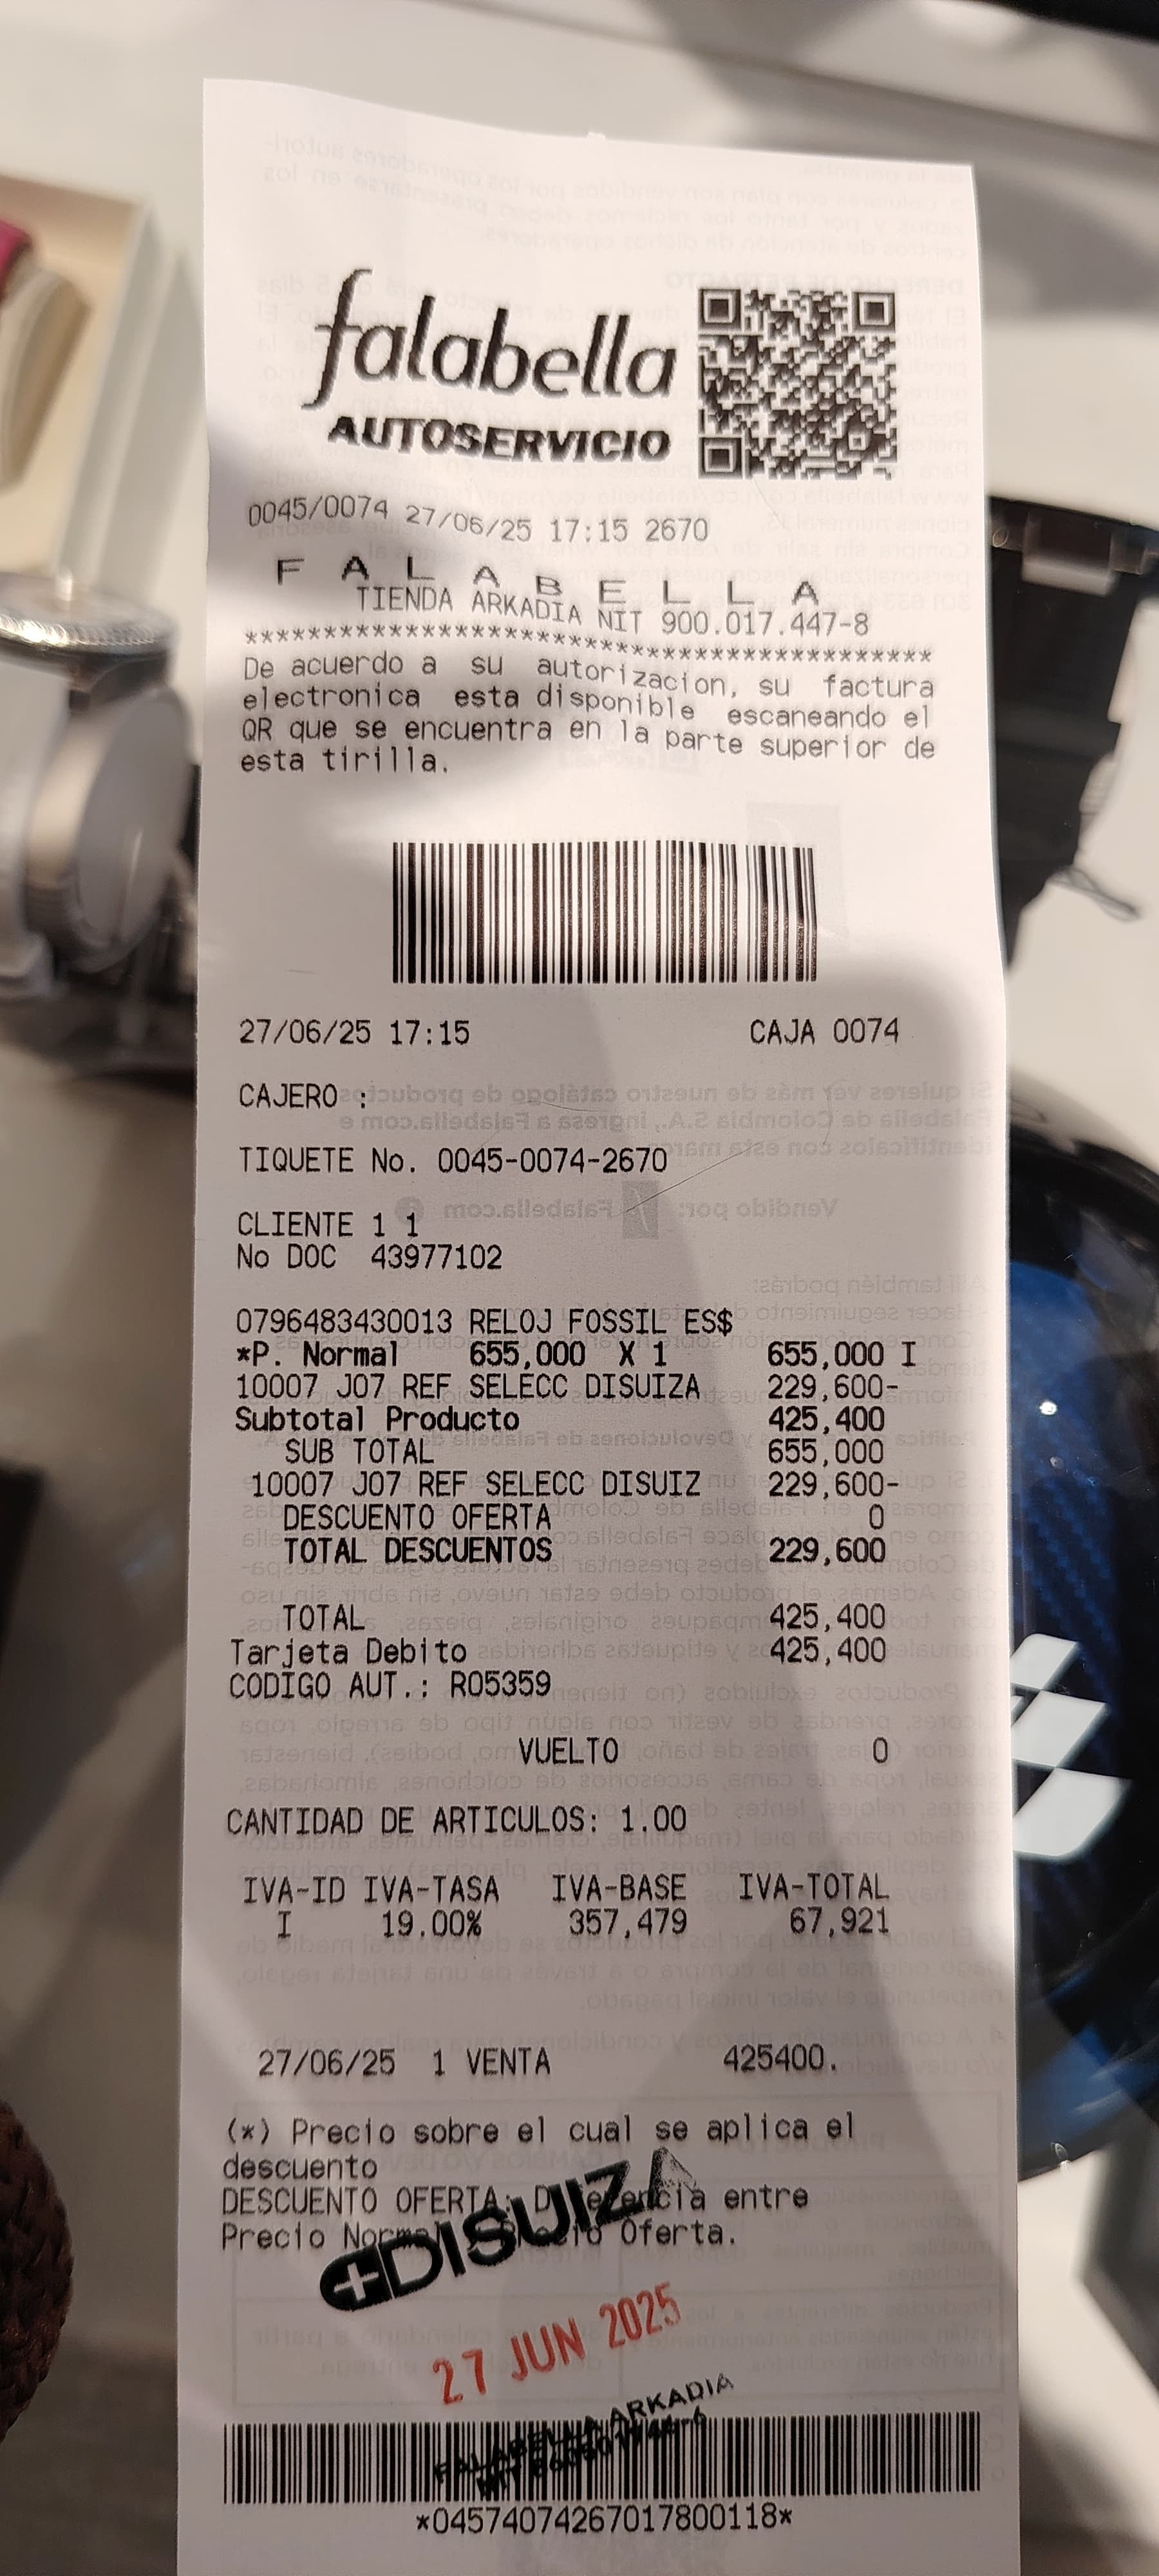 falabella
AUTOSERVICIO
0045/0074 27/06/25 17:15 2670
F A L A B E L L A
TIENDA ARKADIA NIT 900.017.447-8
******************************************
De acuerdo a su autorizacion, su factura
electronica esta disponible escaneando el
QR que se encuentra en la parte superior de
esta tirilla.
27/06/25 17:15 CAJA 0074
CAJERO :
TIQUETE No. 0045-0074-2670
CLIENTE 1 1
No DOC 43977102
0796483430013 RELOJ FOSSIL ES$
*P. Normal 655,000 X 1 655,000 I
10007 J07 REF SELECC DISUIZA 229,600-
Subtotal Producto 425,400
SUB TOTAL 655,000
10007 J07 REF SELECC DISUIZ 229,600-
DESCUENTO OFERTA 0
TOTAL DESCUENTOS 229,600
TOTAL 425,400
Tarjeta Debito 425,400
CODIGO AUT.: R05359
VUELTO 0
CANTIDAD DE ARTICULOS: 1.00
IVA-ID IVA-TASA IVA-BASE IVA-TOTAL
I 19.00% 357,479 67,921
27/06/25 1 VENTA 425400.
(*) Precio sobre el cual se aplica el
descuento
DESCUENTO OFERTA: Diferencia entre
Precio Normal y Precio Oferta.
+DISUIZA
27 JUN 2025
FALABELLA ARKADIA
NIT
*04574074267017800118*